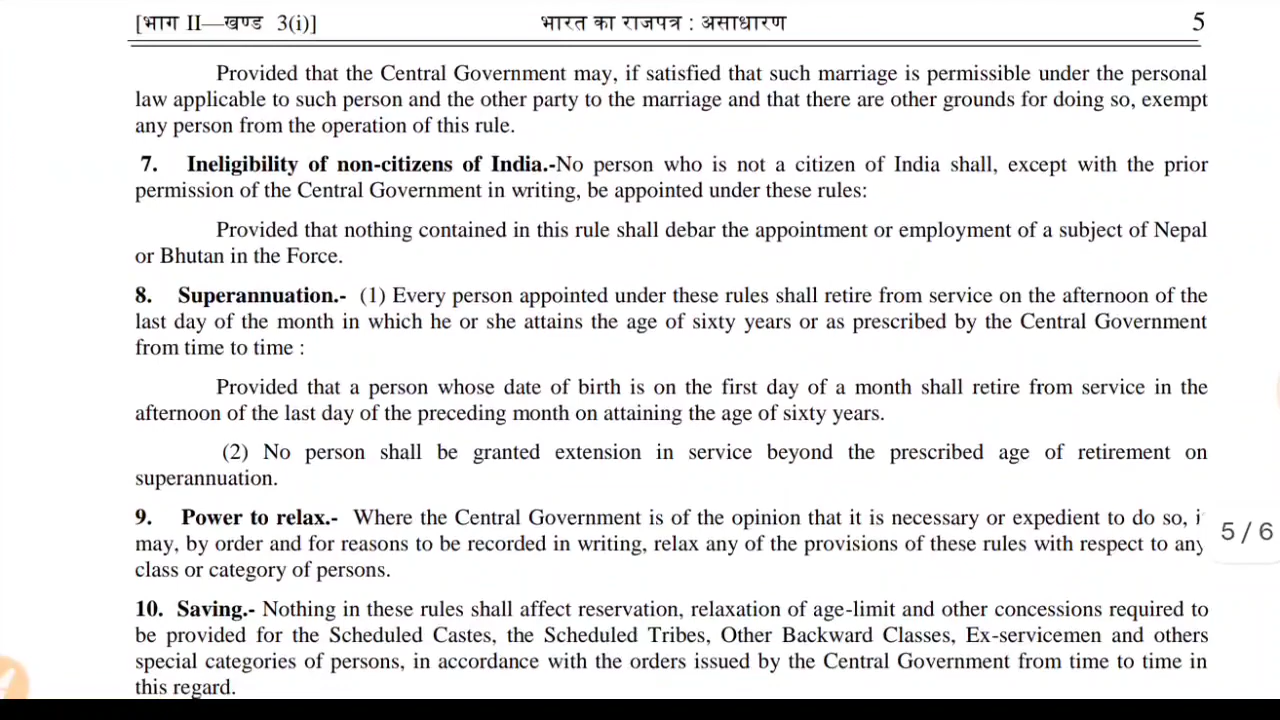 [भाग II—खण्ड 3(i)] भारत का राजपत्र : असाधारण 5
Provided that the Central Government may, if satisfied that such marriage is permissible under the personal
law applicable to such person and the other party to the marriage and that there are other grounds for doing so, exempt
any person from the operation of this rule.
7. Ineligibility of non-citizens of India.-No person who is not a citizen of India shall, except with the prior
permission of the Central Government in writing, be appointed under these rules:
Provided that nothing contained in this rule shall debar the appointment or employment of a subject of Nepal
or Bhutan in the Force.
8. Superannuation.- (1) Every person appointed under these rules shall retire from service on the afternoon of the
last day of the month in which he or she attains the age of sixty years or as prescribed by the Central Government
from time to time :
Provided that a person whose date of birth is on the first day of a month shall retire from service in the
afternoon of the last day of the preceding month on attaining the age of sixty years.
(2) No person shall be granted extension in service beyond the prescribed age of retirement on
superannuation.
9. Power to relax.- Where the Central Government is of the opinion that it is necessary or expedient to do so,
may, by order and for reasons to be recorded in writing, relax any of the provisions of these rules with respect to any
class or category of persons.
5 / 6
10. Saving.- Nothing in these rules shall affect reservation, relaxation of age-limit and other concessions required to
be provided for the Scheduled Castes, the Scheduled Tribes, Other Backward Classes, Ex-servicemen and others
special categories of persons, in accordance with the orders issued by the Central Government from time to time in
this regard.